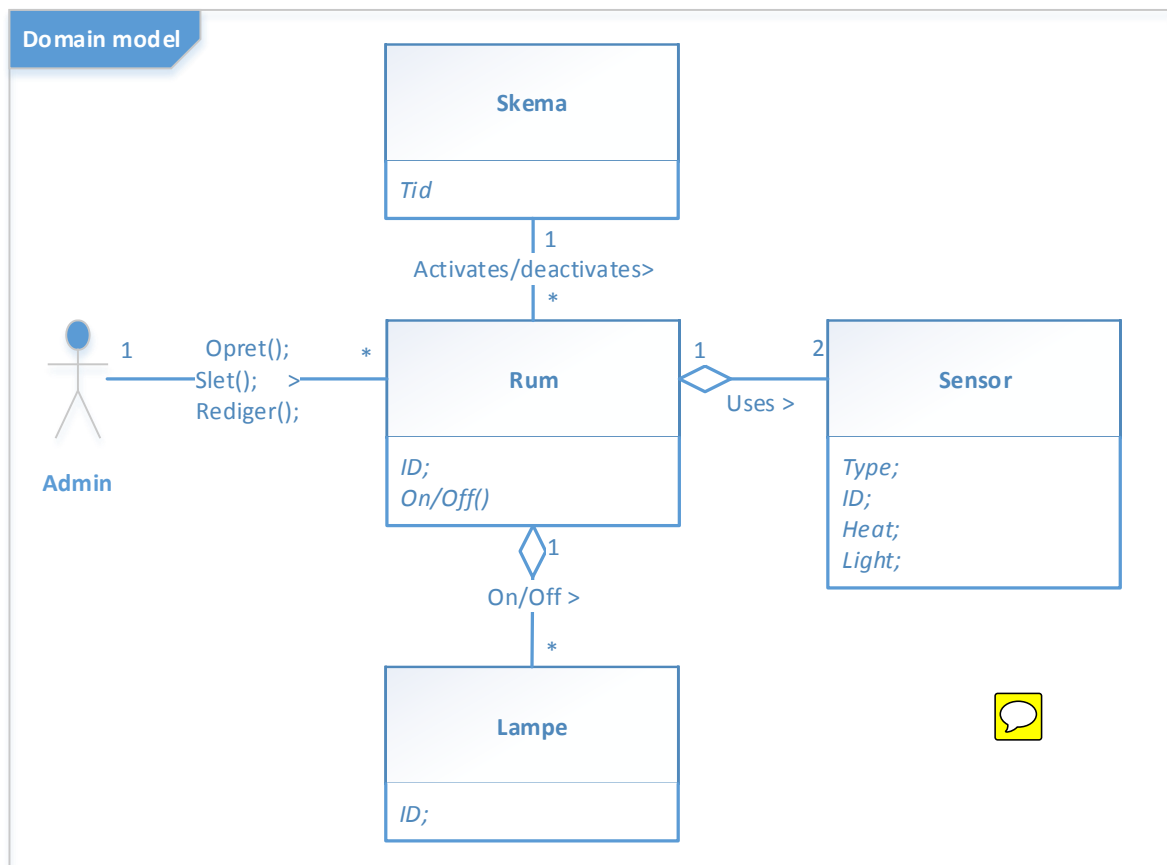 Domain model
Skema
Tid
1
Activates/deactivates>
*
1
Opret();
*
Slet(); >
Rediger();
Admin
Rum
ID;
On/Off()
1
2
Uses >
Sensor
Type;
ID;
Heat;
Light;
1
On/Off >
*
Lampe
ID;